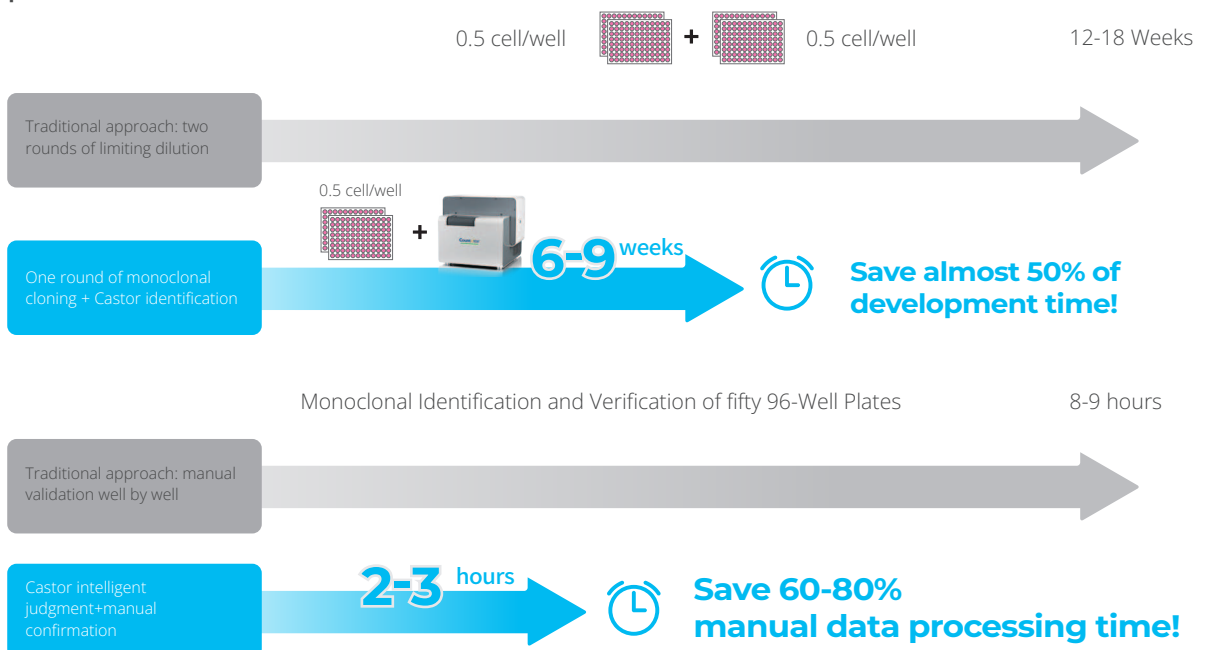 0.5 cell/well + 0.5 cell/well 12-18 Weeks
Traditional approach: two
rounds of limiting dilution
0.5 cell/well
+
6-9 weeks
One round of monoclonal
cloning + Castor identification
Save almost 50% of
development time!
Monoclonal Identification and Verification of fifty 96-Well Plates 8-9 hours
Traditional approach: manual
validation well by well
Castor intelligent
judgment+manual
confirmation
2-3 hours
Save 60-80%
manual data processing time!